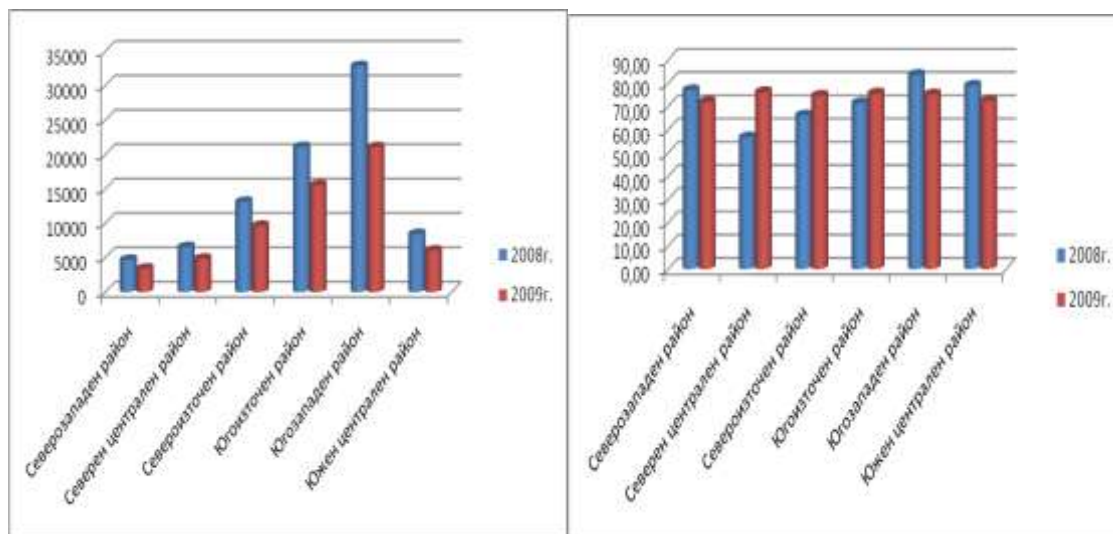 35000
30000
25000
20000
15000
10000
5000
0
Северозападен район
Северен централен район
Североизточен район
Югоизточен район
Югозападен район
Южен централен район
2008г.
2009г.
90,00
80,00
70,00
60,00
50,00
40,00
30,00
20,00
10,00
0,00
Северозападен район
Северен централен район
Североизточен район
Югоизточен район
Югозападен район
Южен централен район
2008г.
2009г.